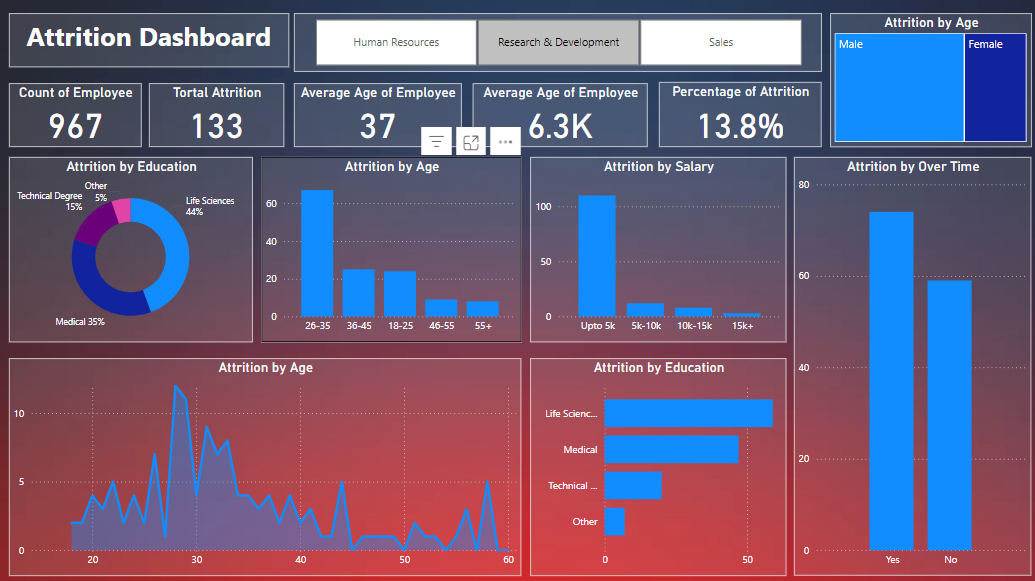 Attrition Dashboard
Human Resources
Research & Development
Sales
Attrition by Age
Male
Female
Count of Employee
967
Tortal Attrition
133
Average Age of Employee
37
Average Age of Employee
6.3K
Percentage of Attrition
13.8%
Attrition by Education
Other
5%
Technical Degree
15%
Life Sciences
44%
Medical 35%
Attrition by Age
60
40
20
0
26-35
36-45
18-25
46-55
55+
Attrition by Salary
100
50
0
Upto 5k
5k-10k
10k-15k
15k+
Attrition by Over Time
80
60
40
20
0
Yes
No
Attrition by Age
10
5
0
20
30
40
50
60
Attrition by Education
Life Scienc...
Medical
Technical ...
Other
0
50